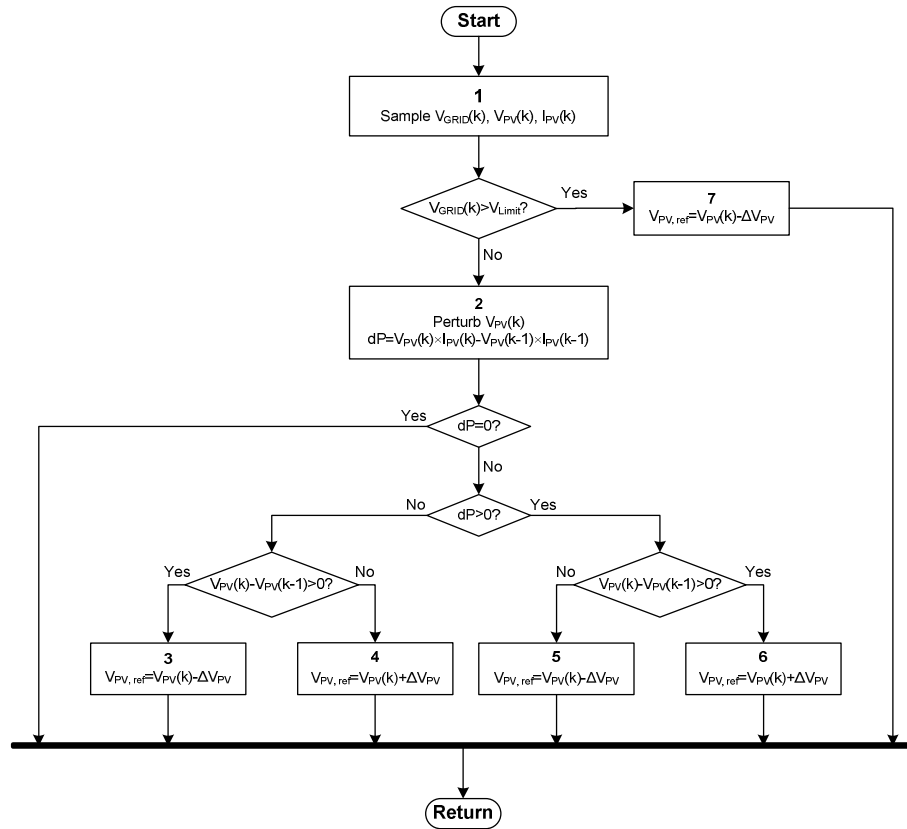 Start
1
Sample V_GRID(k), V_PV(k), I_PV(k)
V_GRID(k)>V_Limit?
Yes
7
V_PV, ref=V_PV(k)-ΔV_PV
No
2
Perturb V_PV(k)
dP=V_PV(k)×I_PV(k)-V_PV(k-1)×I_PV(k-1)
Yes
dP=0?
No
No
dP>0?
Yes
Yes
V_PV(k)-V_PV(k-1)>0?
No
No
V_PV(k)-V_PV(k-1)>0?
Yes
3
V_PV, ref=V_PV(k)-ΔV_PV
4
V_PV, ref=V_PV(k)+ΔV_PV
5
V_PV, ref=V_PV(k)-ΔV_PV
6
V_PV, ref=V_PV(k)+ΔV_PV
Return